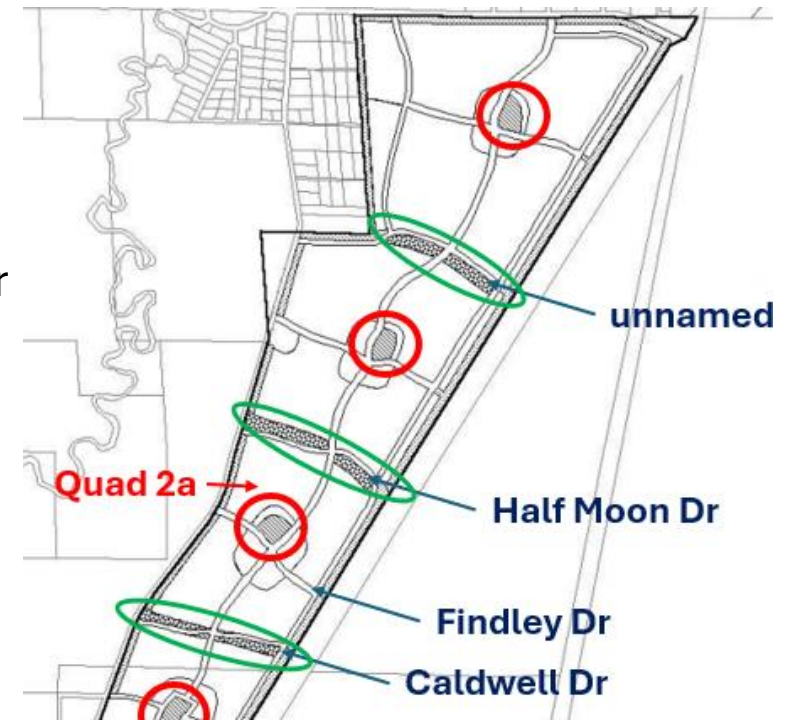 r
unnamed
Quad 2a
Half Moon Dr
Findley Dr
Caldwell Dr